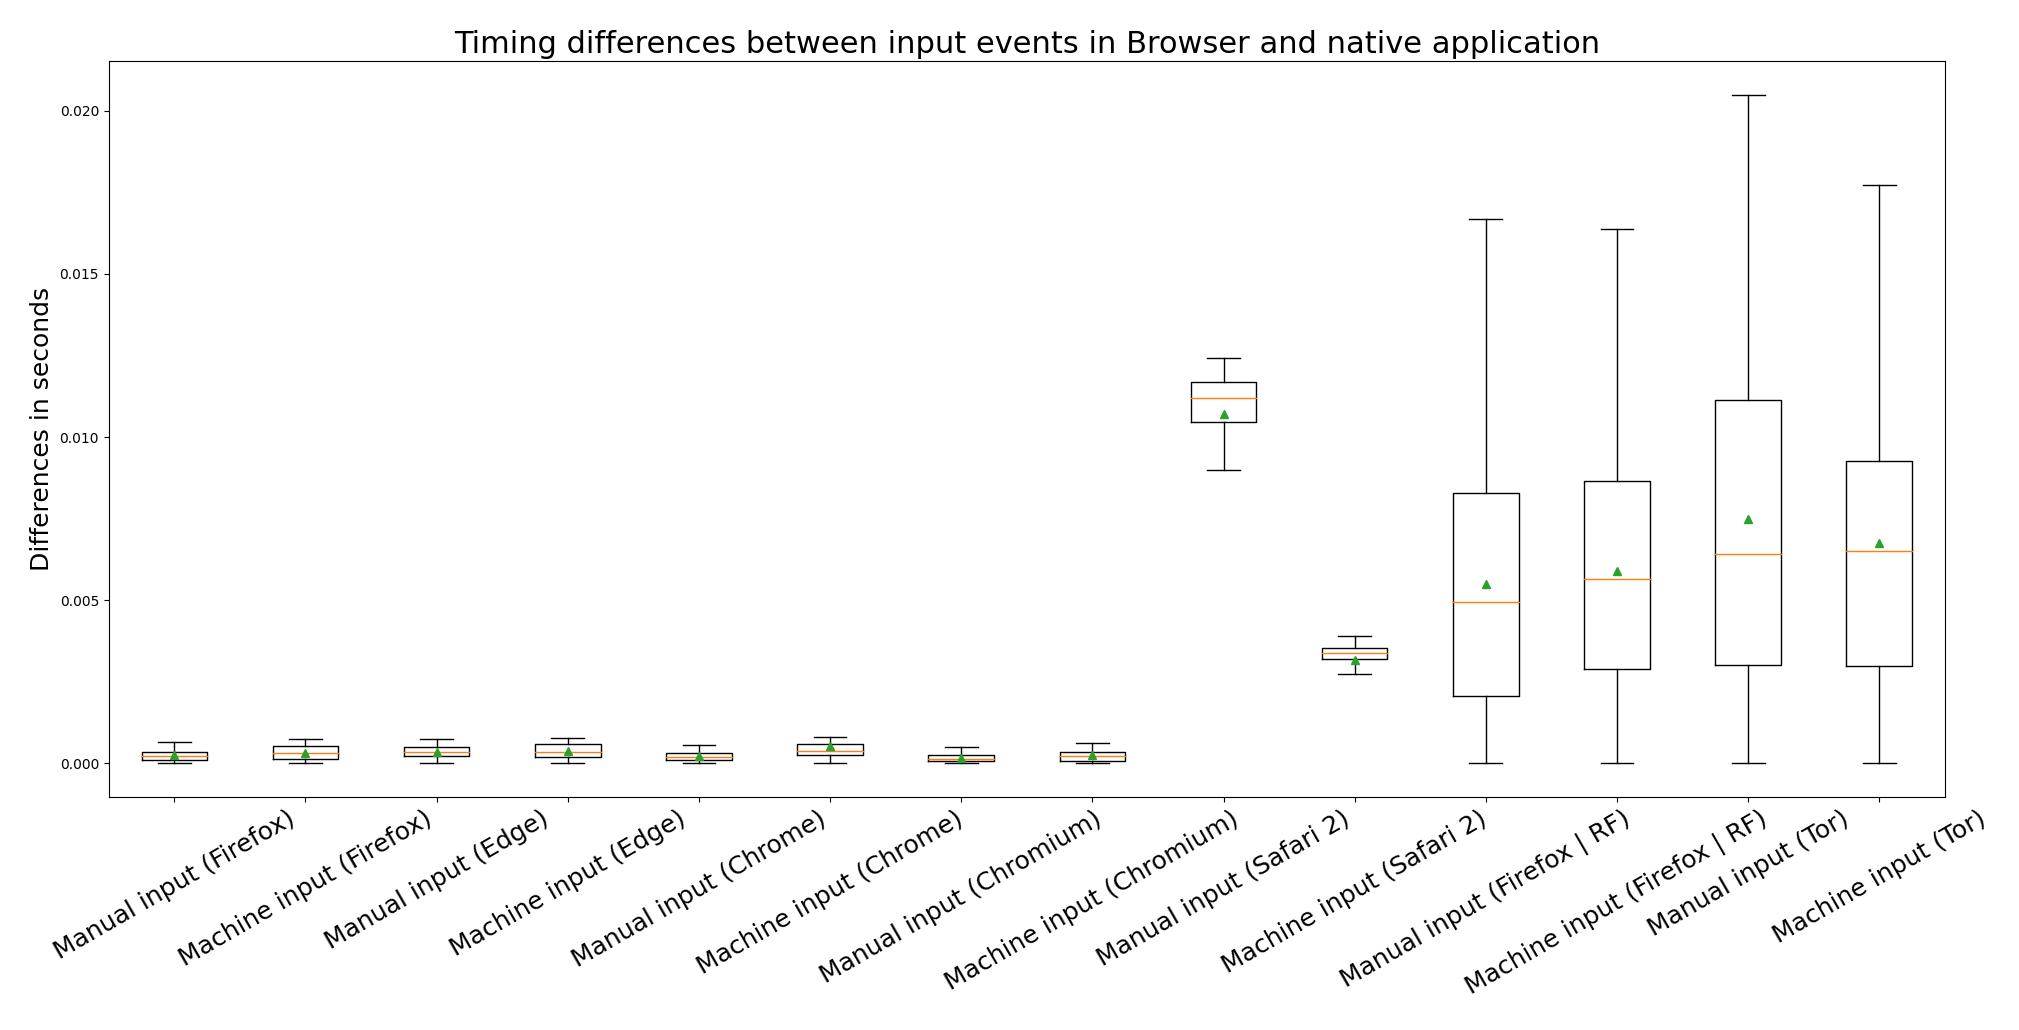 Timing differences between input events in Browser and native application
Differences in seconds
0.020
0.015
0.010
0.005
0.000
Manual input (Firefox)
Machine input (Firefox)
Manual input (Edge)
Machine input (Edge)
Manual input (Chrome)
Machine input (Chrome)
Manual input (Chromium)
Machine input (Chromium)
Manual input (Safari 2)
Machine input (Safari 2)
Manual input (Firefox | RF)
Machine input (Firefox | RF)
Manual input (Tor)
Machine input (Tor)